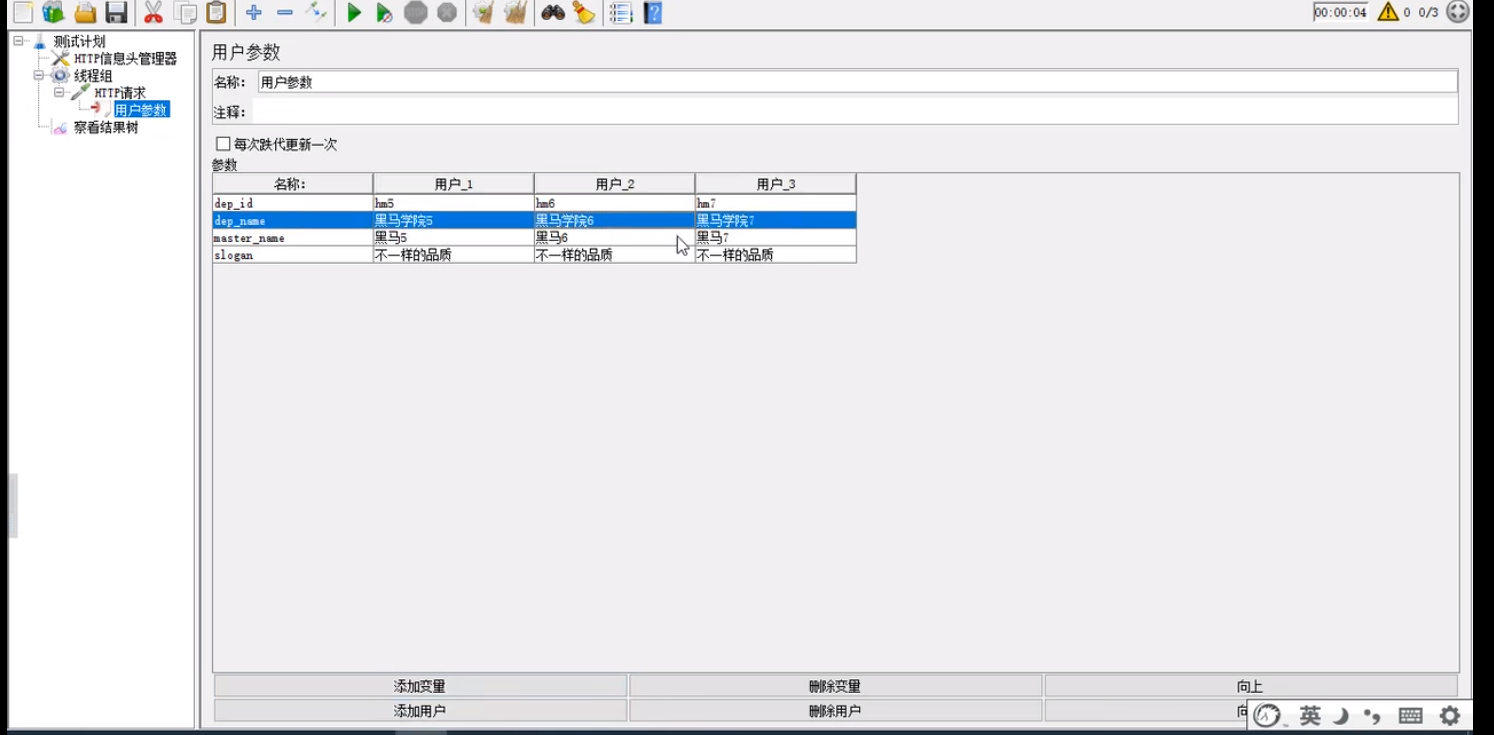 00:00:04 0 0/3
测试计划
HTTP信息头管理器
线程组
HTTP请求
用户参数
察看结果树
用户参数
名称： 用户参数
注释：
每次跌代更新一次
参数
名称： 用户_1 用户_2 用户_3
dep_id hm5 hm6 hm7
dep_name 黑马学院5 黑马学院6 黑马学院7
master_name 黑马5 黑马6 黑马7
slogan 不一样的品质 不一样的品质 不一样的品质
添加变量 删除变量 向上
添加用户 删除用户 向
英